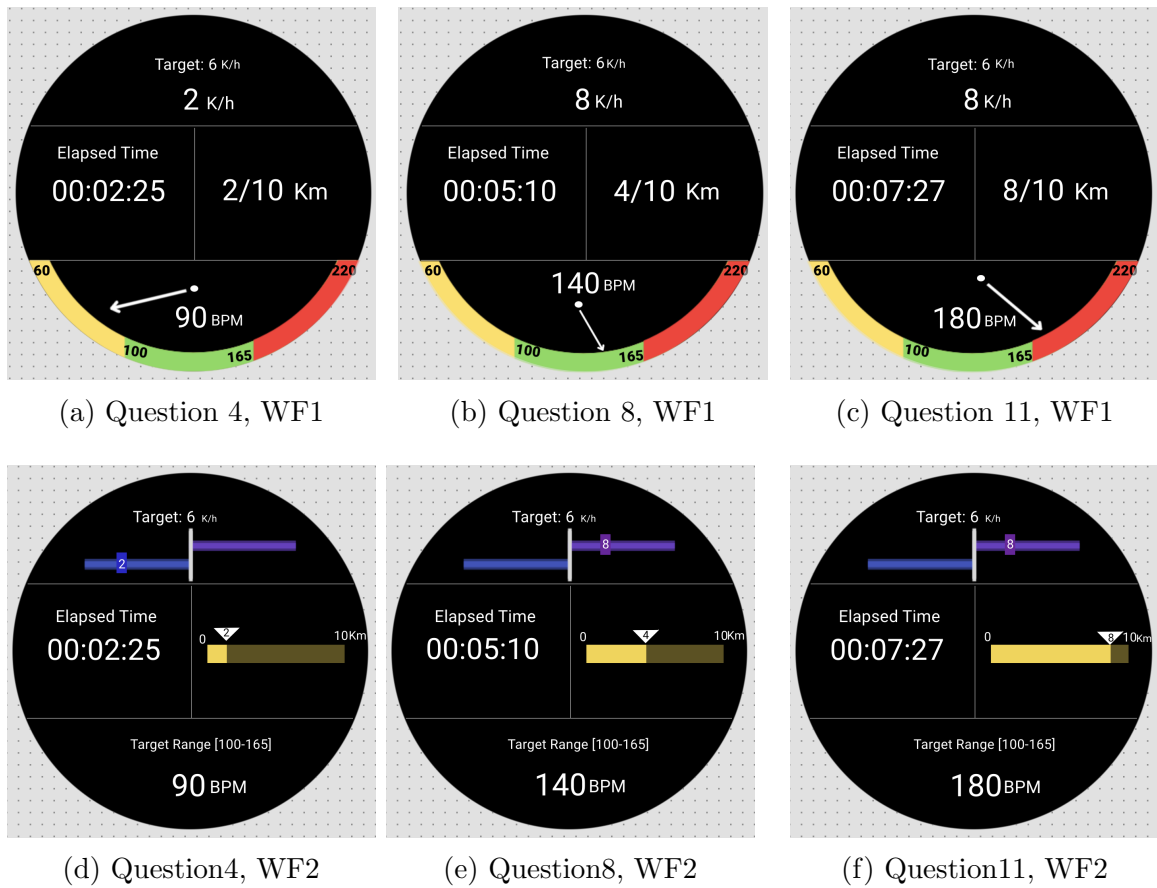 Target: 6 K/h
2 K/h
Elapsed Time
00:02:25
2/10 Km
60
220
90 BPM
100
165
(a) Question 4, WF1
Target: 6 K/h
8 K/h
Elapsed Time
00:05:10
4/10 Km
60
220
140 BPM
100
165
(b) Question 8, WF1
Target: 6 K/h
8 K/h
Elapsed Time
00:07:27
8/10 Km
60
220
180 BPM
100
165
(c) Question 11, WF1
Target: 6 K/h
2
Elapsed Time
00:02:25
0
2
10Km
Target Range [100-165]
90 BPM
(d) Question4, WF2
Target: 6 K/h
8
Elapsed Time
00:05:10
0
4
10Km
Target Range [100-165]
140 BPM
(e) Question8, WF2
Target: 6 K/h
8
Elapsed Time
00:07:27
0
8
10Km
Target Range [100-165]
180 BPM
(f) Question11, WF2